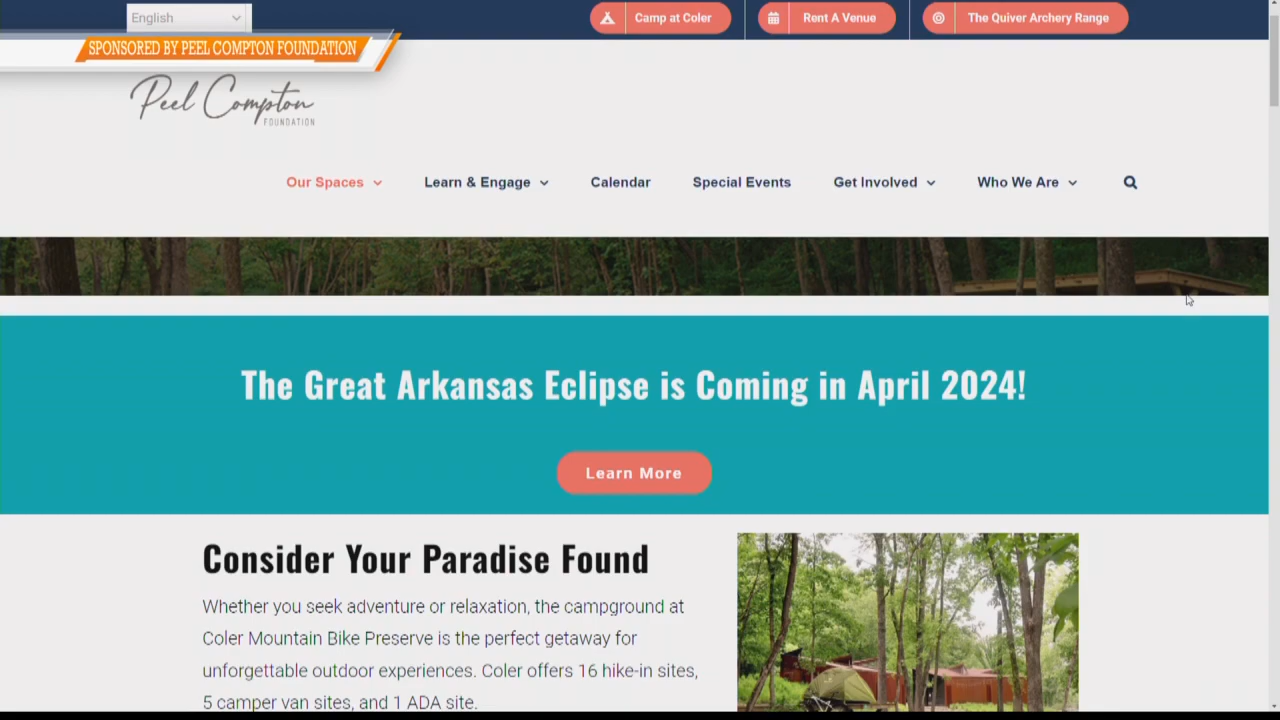 English
Camp at Coler
Rent A Venue
The Quiver Archery Range
SPONSORED BY PEEL COMPTON FOUNDATION
Peel Compton
FOUNDATION
Our Spaces
Learn & Engage
Calendar
Special Events
Get Involved
Who We Are
The Great Arkansas Eclipse is Coming in April 2024!
Learn More
Consider Your Paradise Found
Whether you seek adventure or relaxation, the campground at
Coler Mountain Bike Preserve is the perfect getaway for
unforgettable outdoor experiences. Coler offers 16 hike-in sites,
5 camper van sites, and 1 ADA site.